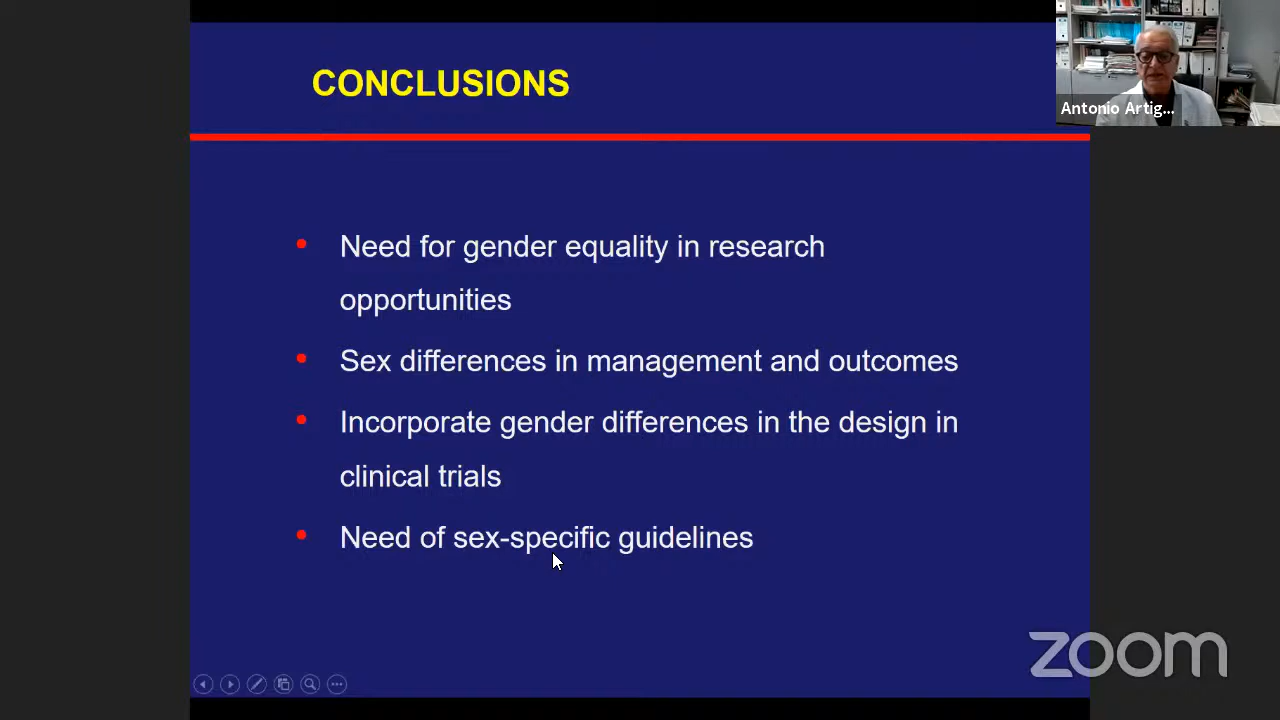 CONCLUSIONS
Antonio Artig...
• Need for gender equality in research
opportunities
• Sex differences in management and outcomes
• Incorporate gender differences in the design in
clinical trials
• Need of sex-specific guidelines
zoom